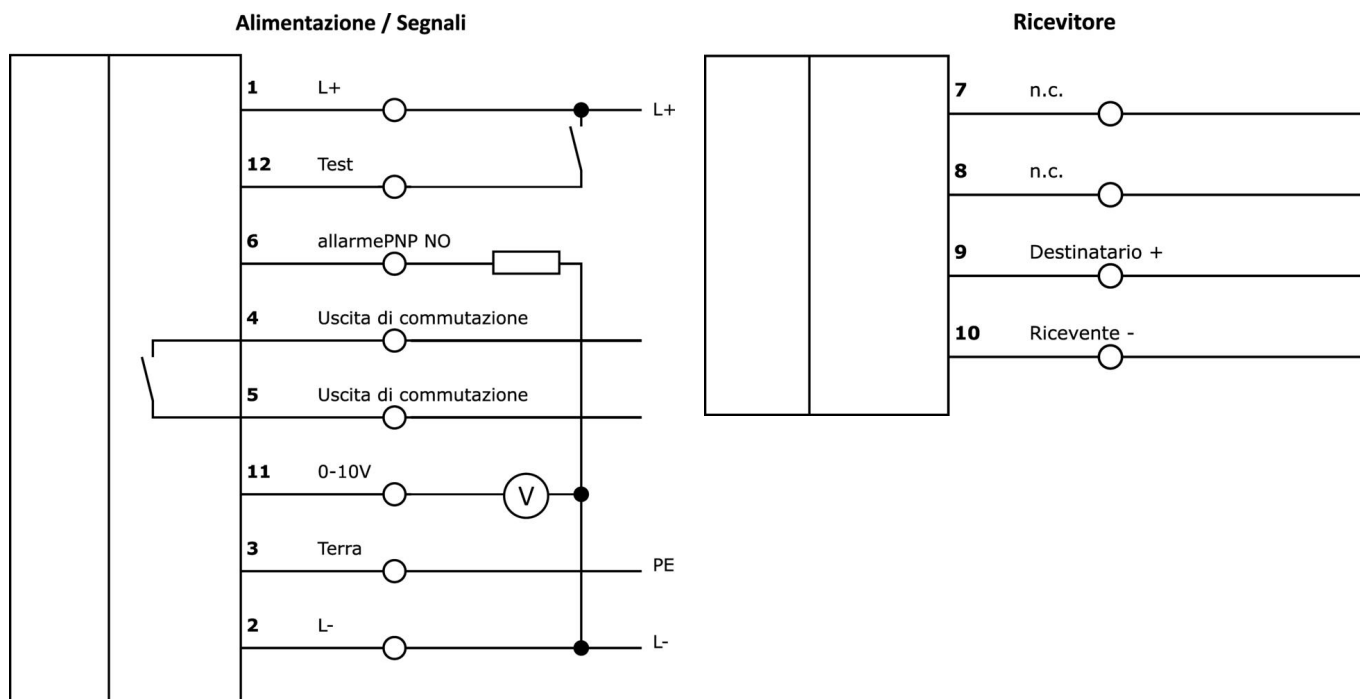 Alimentazione / Segnali
1 L+ L+
12 Test
6 allarmePNP NO
4 Uscita di commutazione
5 Uscita di commutazione
11 0-10V V
3 Terra PE
2 L- L-
Ricevitore
7 n.c.
8 n.c.
9 Destinatario +
10 Ricevente -